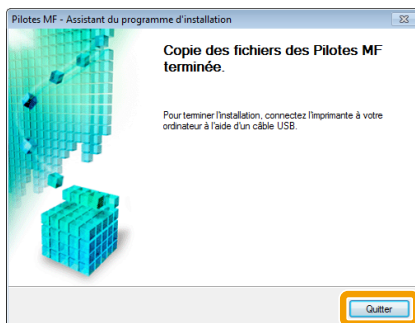 Pilotes MF - Assistant du programme d'installation
Copie des fichiers des Pilotes MF
terminée.
Pour terminer l'installation, connectez l'imprimante à votre
ordinateur à l'aide d'un câble USB.
Quitter